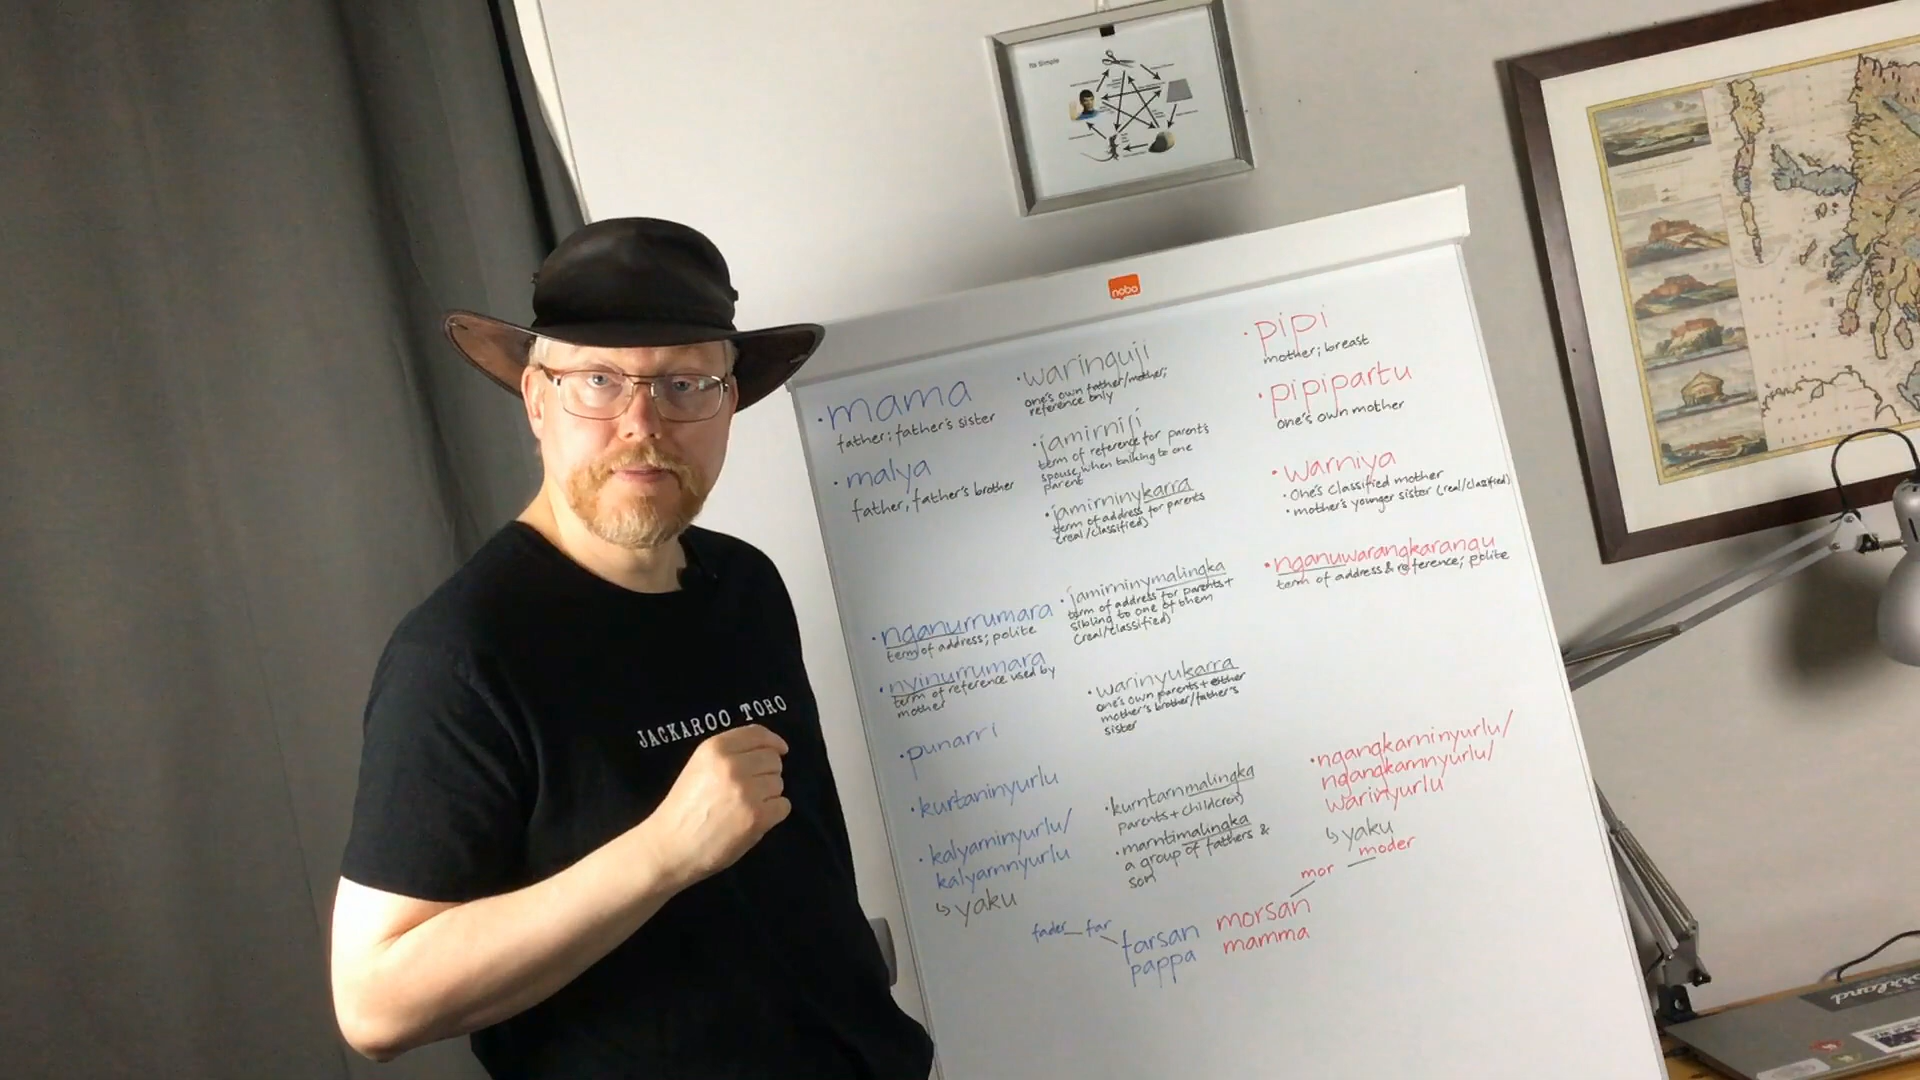 Its Simple
nobo
• mama
father; father's sister
• malya
father, father's brother
• nganurrumara
term of address; polite
• nyinurrumara
term of reference used by
mother
• punarri
• kurtaninyurlu
• kalyarninyurlu/
kalyarnnyurlu
↳ yaku
• waringuji
one's own father/mother;
reference only
• jamirniji
term of reference for parent's
spouse, when talking to one
parent
• jamirninykarra
term of address for parents
(real/classified)
• jamirninymalingka
term of address for parents +
sibling to one of them
(real/classified)
• warinyukarra
one's own parents + either
mother's brother/father's
sister
• kurntarnmalingka
parents + child(ren)
• marntimalingka
a group of fathers &
son
• pipi
mother; breast
• pipipartu
one's own mother
• warniya
• one's classified mother
• mother's younger sister (real/classified)
• nganuwarangkarangu
term of address & reference; polite
• ngangkarninyurlu/
ngangkarnnyurlu/
warinyurlu
↳ yaku
moder
mor
fader far
farsan morsan
pappa mamma
JACKAROO TORO